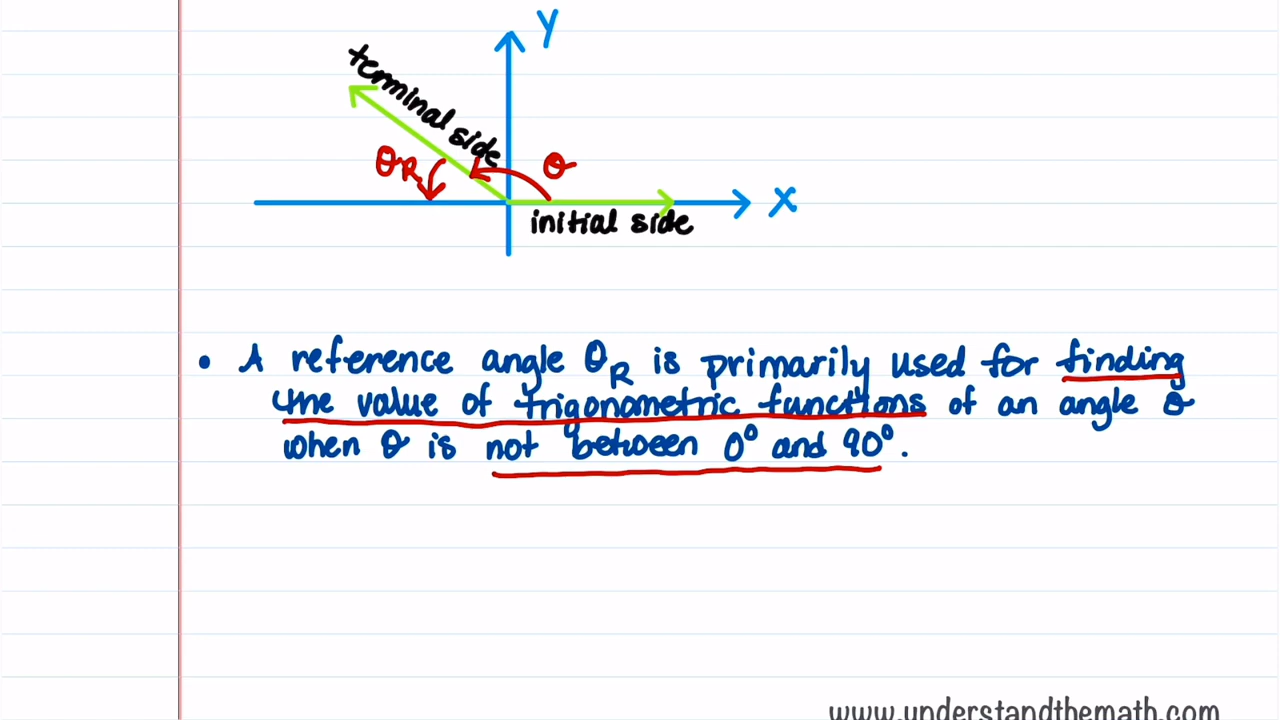 Y
terminal side
θR
θ
X
initial side
• A reference angle θR is primarily used for finding
the value of trigonometric functions of an angle θ
when θ is not between 0° and 90°.
www.understandthemath.com